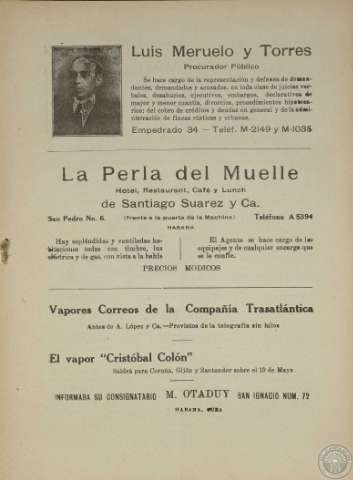 Luis Meruelo y Torres
Procurador Público
Se hace cargo de la representación y defensa de deman-
dantes, demandados y acusados, en toda clase de juicios ver-
bales, desahucios, ejecutivos, embargos, declarativos de
mayor y menor cuantía, divorcios, procedimientos hipoteca-
rios; del cobro de créditos y deudas en general y de la admi-
nistración de fincas rústicas y urbanas.
Empedrado 34 — Teléf. M-2149 y M-1035
La Perla del Muelle
Hotel, Restaurant, Café y Lunch
de Santiago Suarez y Ca.
San Pedro No. 6. (frente a la puerta de la Machina) Teléfono A 5394
HABANA
Hay espléndidas y ventiladas ha-
bitaciones todas con timbre, luz
eléctrica y de gas, con vista a la bahía
El Agente se hace cargo de los
equipajes y de cualquier encargo que
se le confíe.
PRECIOS MODICOS
Vapores Correos de la Compañía Trasatlántica
Antes de A. López y Ca.—Provistos de la telegrafía sin hilos
El vapor "Cristóbal Colón"
Saldrá para Coruña, Gijón y Santander sobre el 19 de Mayo
INFORMARA SU CONSIGNATARIO M. OTADUY SAN IGNACIO NUM. 72
HABANA, CUBA